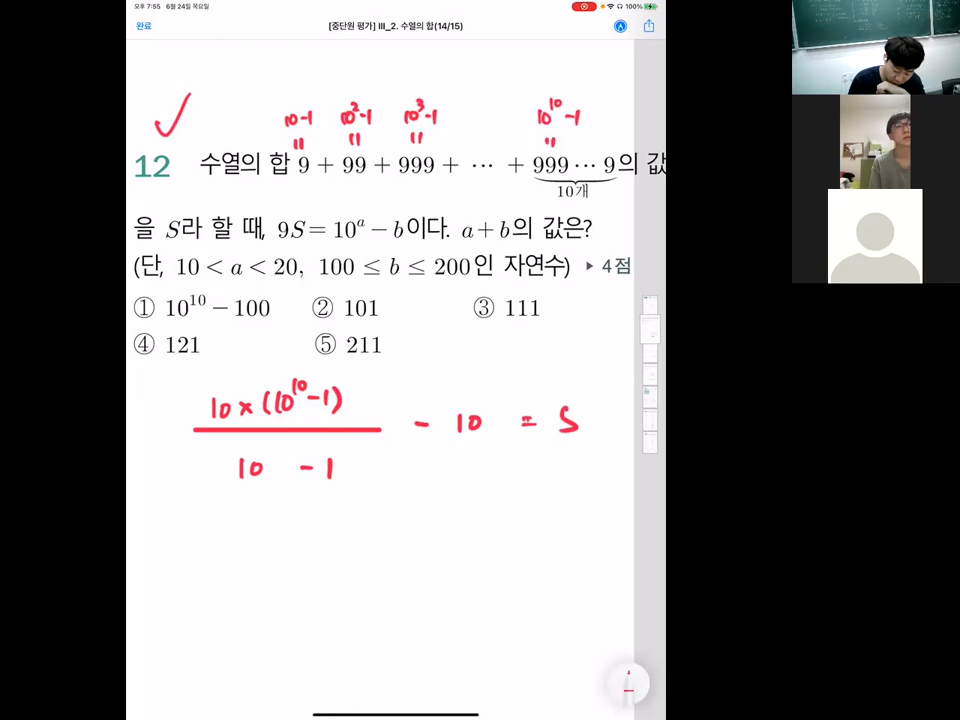 오후 7:55 6월 24일 목요일
100%
완료
[중단원 평가] III_2. 수열의 합(14/15)
10-1 10²-1 10³-1 10¹⁰-1
" " " "
12 수열의 합 9 + 99 + 999 + ⋯ + 999⋯9의 값
10개
을 S라 할 때, 9S = 10ᵃ - b이다. a + b의 값은?
(단, 10 < a < 20, 100 ≤ b ≤ 200인 자연수) ▸ 4점
① 10¹⁰ - 100 ② 101 ③ 111
④ 121 ⑤ 211
10 × (10¹⁰-1)
- 10 = S
10 - 1